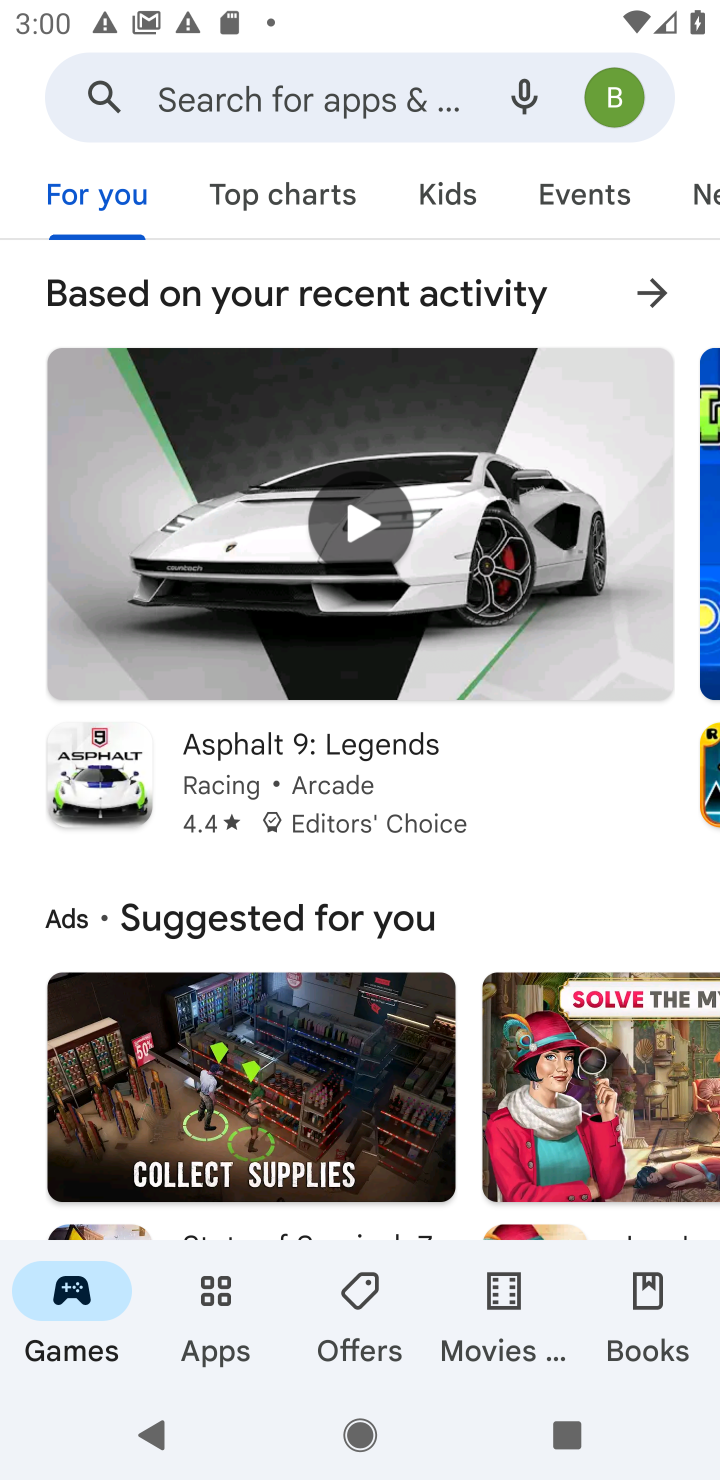 3:00
Search for apps & ...
B
For you
Top charts
Kids
Events
Ne
Based on your recent activity
countach
9
ASPHALT
Asphalt 9: Legends
Racing • Arcade
4.4★ Editors' Choice
Ads • Suggested for you
50%
COLLECT SUPPLIES
SOLVE THE M
Games
Apps
Offers
Movies ...
Books